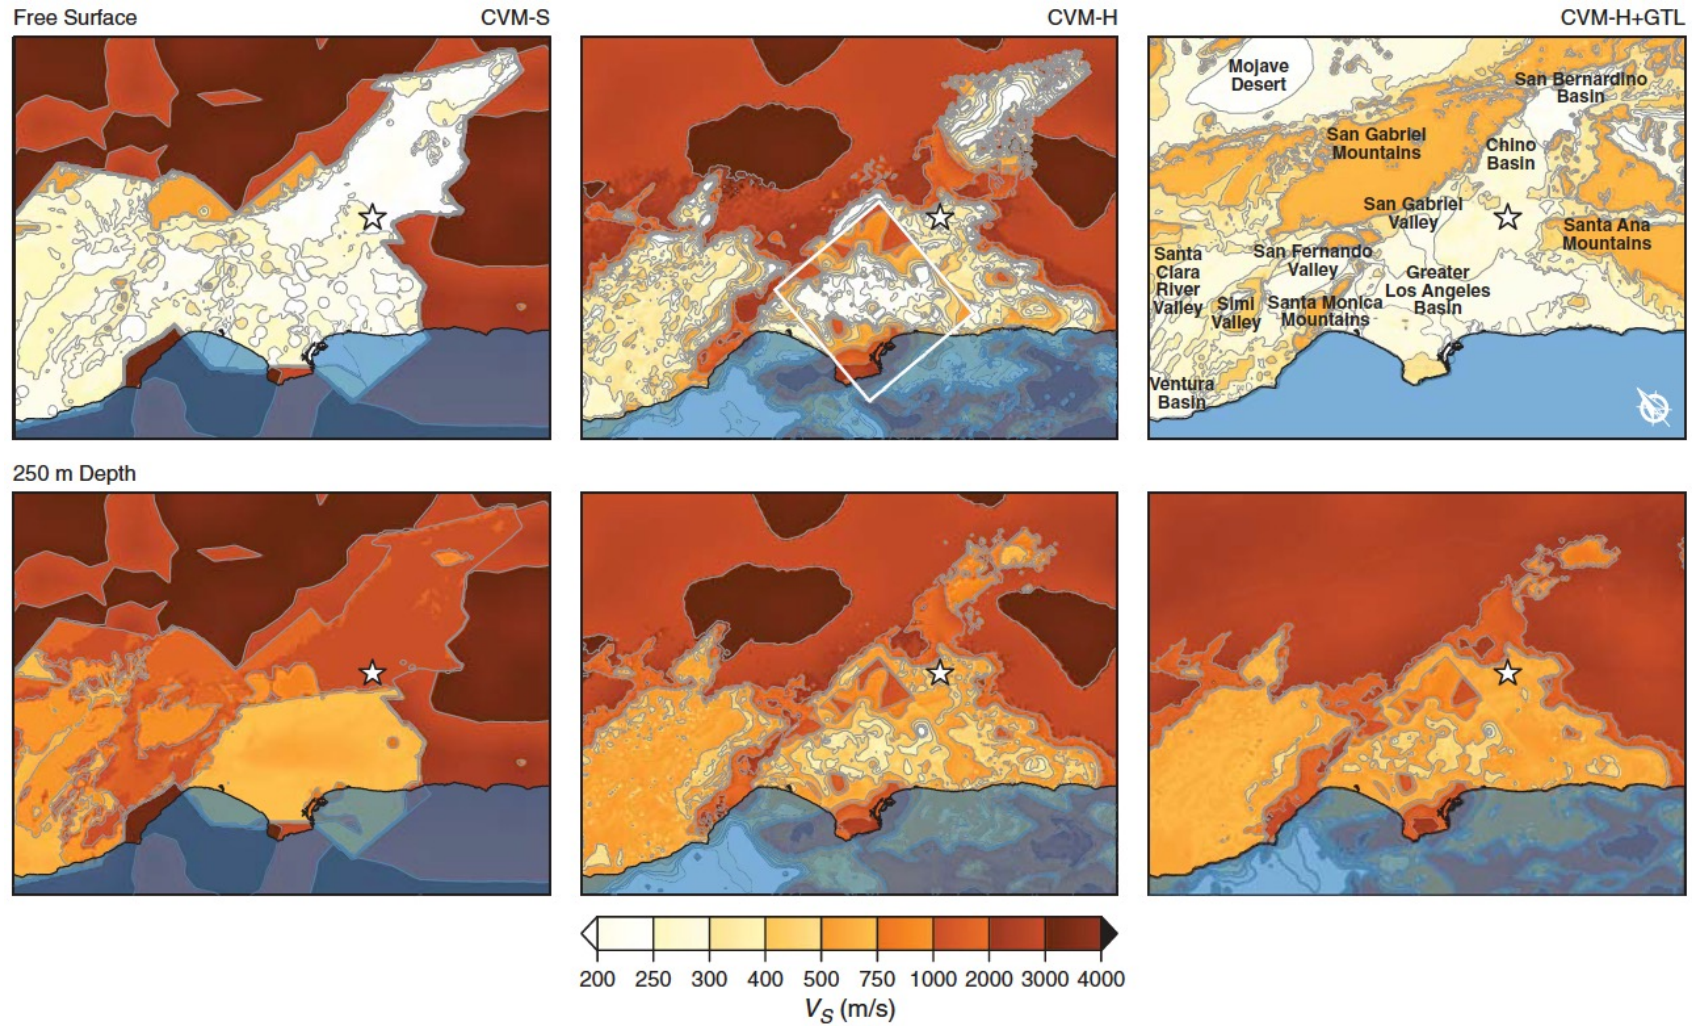 Free Surface
CVM-S
CVM-H
CVM-H+GTL
Mojave
Desert
San Bernardino
Basin
San Gabriel
Mountains
Chino
Basin
San Gabriel
Valley
Santa Ana
Mountains
Santa
Clara
River
Valley
San Fernando
Valley
Greater
Los Angeles
Basin
Simi
Valley
Santa Monica
Mountains
Ventura
Basin
250 m Depth
200 250 300 400 500 750 1000 2000 3000 4000
VS (m/s)